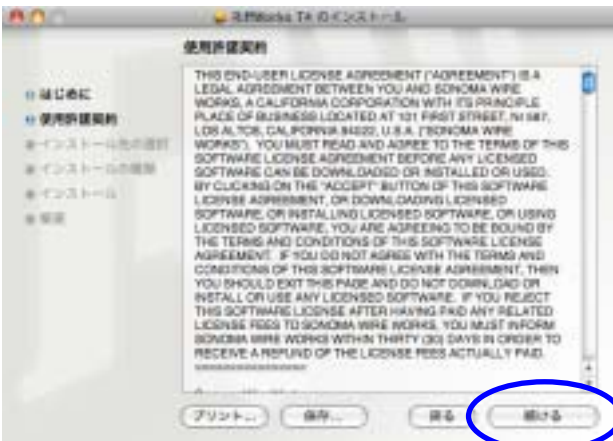 TA のインストール
使用許諾契約
はじめに
使用許諾契約
インストール先の選択
インストールの種類
インストール
概要
THIS END-USER LICENSE AGREEMENT ("AGREEMENT") IS A
LEGAL AGREEMENT BETWEEN YOU AND SONOMA WIRE
WORKS, A CALIFORNIA CORPORATION WITH ITS PRINCIPLE
PLACE OF BUSINESS LOCATED AT 101 FIRST STREET,
LOS ALTOS, CALIFORNIA 94022, U.S.A. ("SONOMA WIRE
WORKS"). YOU MUST READ AND AGREE TO THE TERMS OF THIS
SOFTWARE LICENSE AGREEMENT BEFORE ANY LICENSED
SOFTWARE CAN BE DOWNLOADED OR INSTALLED OR USED.
BY CLICKING ON THE "ACCEPT" BUTTON OF THIS SOFTWARE
LICENSE AGREEMENT, OR DOWNLOADING LICENSED
SOFTWARE, OR INSTALLING LICENSED SOFTWARE, OR USING
LICENSED SOFTWARE, YOU ARE AGREEING TO BE BOUND BY
THE TERMS AND CONDITIONS OF THIS SOFTWARE LICENSE
AGREEMENT. IF YOU DO NOT AGREE WITH THE TERMS AND
CONDITIONS OF THIS SOFTWARE LICENSE AGREEMENT, THEN
YOU SHOULD EXIT THIS PAGE AND DO NOT DOWNLOAD OR
INSTALL OR USE ANY LICENSED SOFTWARE. IF YOU REJECT
THIS SOFTWARE LICENSE AFTER HAVING PAID ANY RELATED
LICENSE FEES TO SONOMA WIRE WORKS, YOU MUST INFORM
SONOMA WIRE WORKS WITHIN THIRTY (30) DAYS IN ORDER TO
RECEIVE A REFUND OF THE LICENSE FEES ACTUALLY PAID.
プリント...
保存...
戻る
続ける